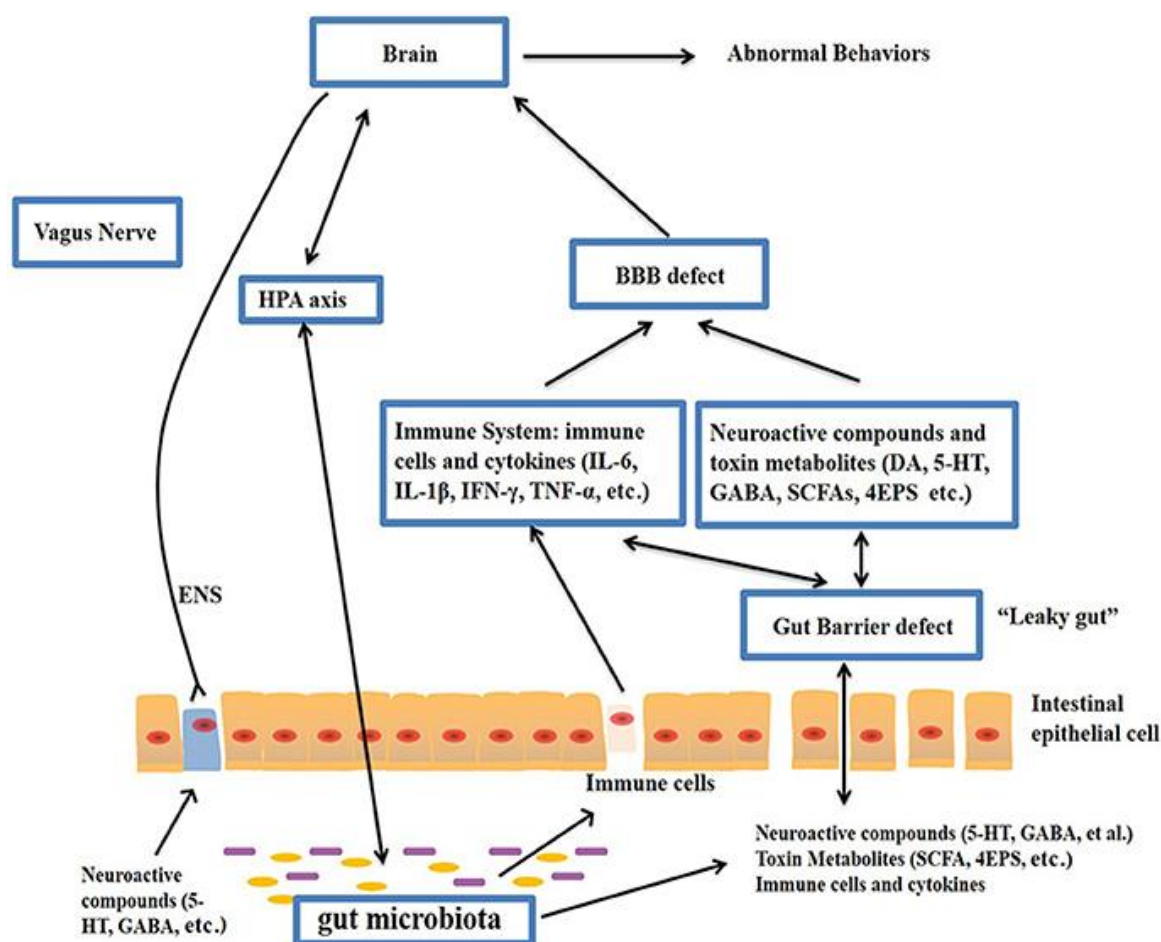 Brain
Abnormal Behaviors
Vagus Nerve
BBB defect
HPA axis
Immune System: immune
cells and cytokines (IL-6,
IL-1β, IFN-γ, TNF-α, etc.)
Neuroactive compounds and
toxin metabolites (DA, 5-HT,
GABA, SCFAs, 4EPS etc.)
ENS
Gut Barrier defect
“Leaky gut”
Intestinal
epithelial cell
Immune cells
Neuroactive
compounds (5-
HT, GABA, etc.)
gut microbiota
Neuroactive compounds (5-HT, GABA, et al.)
Toxin Metabolites (SCFA, 4EPS, etc.)
Immune cells and cytokines